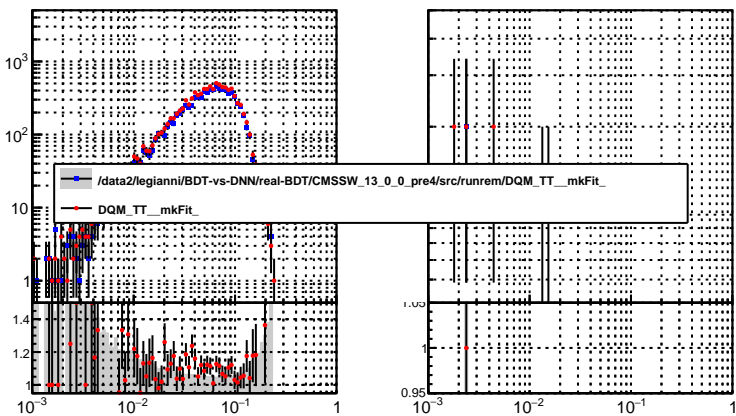 10³
10²
/data2/legianni/BDT-vs-DNN/real-BDT/CMSSW_13_0_0_pre4/src/runrem/DQM_TT__mkFit_
10
DQM_TT__mkFit_
1
1.05
1.4
1.2
1
1
0.95
10⁻³ 10⁻² 10⁻¹ 1
10⁻³ 10⁻² 10⁻¹ 1